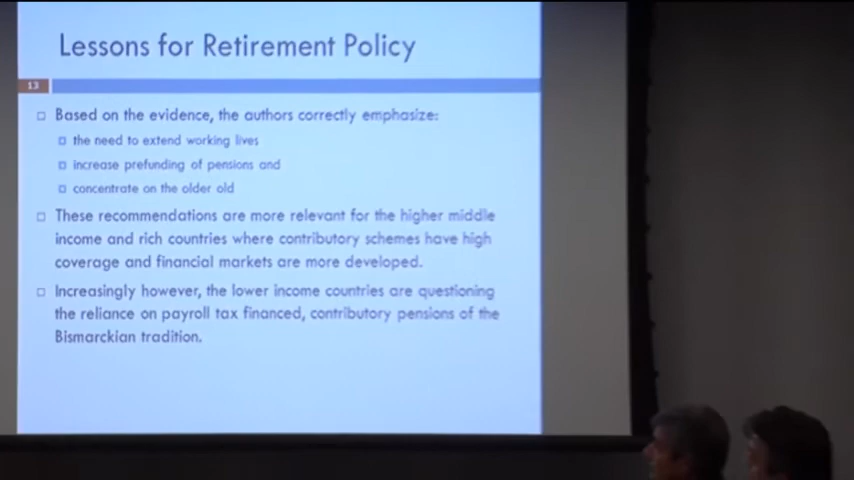 Lessons for Retirement Policy
13
Based on the evidence, the authors correctly emphasize:
the need to extend working lives
increase prefunding of pensions and
concentrate on the older old
These recommendations are more relevant for the higher middle
income and rich countries where contributory schemes have high
coverage and financial markets are more developed.
Increasingly however, the lower income countries are questioning
the reliance on payroll tax financed, contributory pensions of the
Bismarckian tradition.